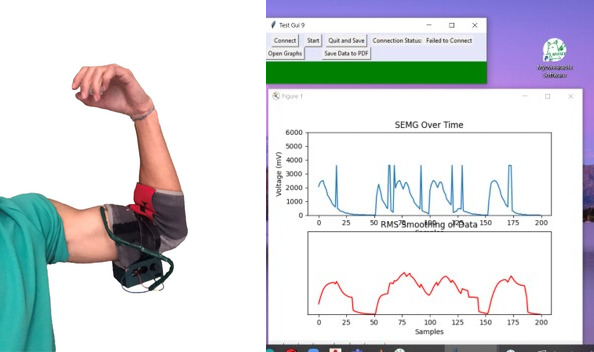 Test Gui 9
Connect Start Quit and Save Connection Status: Failed to Connect
Open Graphs Save Data to PDF
Software
Figure 1
SEMG Over Time
Voltage (mV)
6000
5000
4000
3000
2000
1000
0
0 25 50 75 100 125 150 175 200
RMS Smoothing of Data
0 25 50 75 100 125 150 175 200
Samples